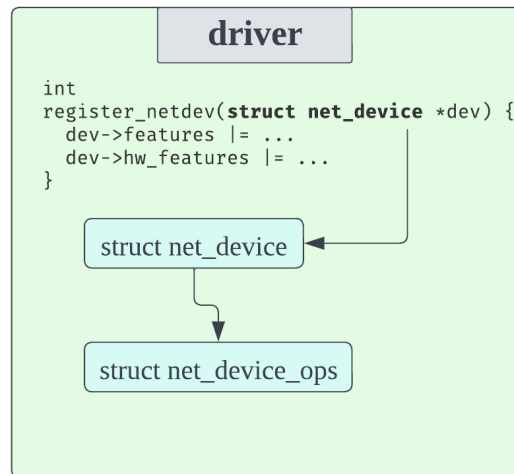 driver
int
register_netdev(struct net_device *dev) {
  dev->features |= ...
  dev->hw_features |= ...
}
struct net_device
struct net_device_ops